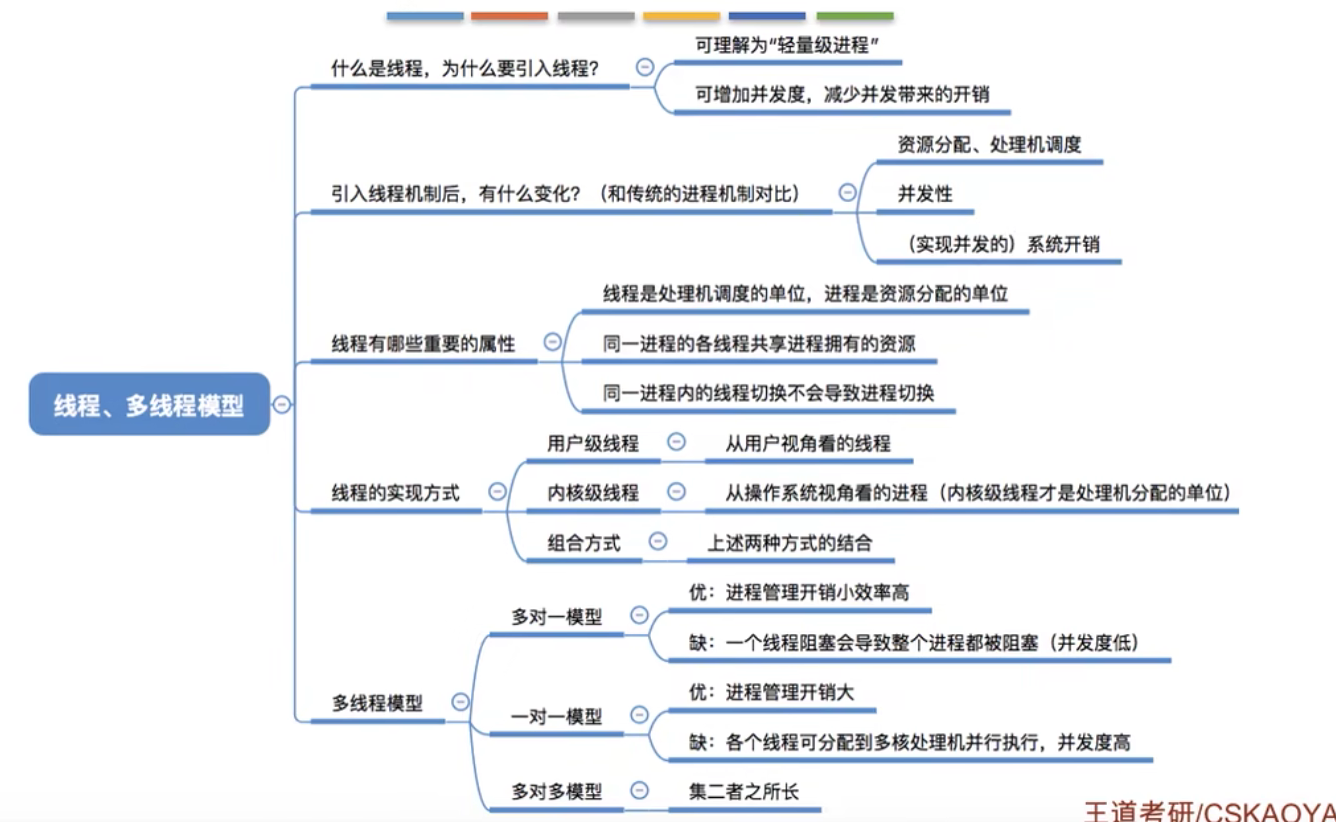 什么是线程，为什么要引入线程？
可理解为“轻量级进程”
可增加并发度，减少并发带来的开销
引入线程机制后，有什么变化？（和传统的进程机制对比）
资源分配、处理机调度
并发性
（实现并发的）系统开销
线程有哪些重要的属性
线程是处理机调度的单位，进程是资源分配的单位
同一进程的各线程共享进程拥有的资源
同一进程内的线程切换不会导致进程切换
线程、多线程模型
线程的实现方式
用户级线程
从用户视角看的线程
内核级线程
从操作系统视角看的进程（内核级线程才是处理机分配的单位）
组合方式
上述两种方式的结合
多线程模型
多对一模型
优：进程管理开销小效率高
缺：一个线程阻塞会导致整个进程都被阻塞（并发度低）
一对一模型
优：进程管理开销大
缺：各个线程可分配到多核处理机并行执行，并发度高
多对多模型
集二者之所长
王道考研/CSKAOYA